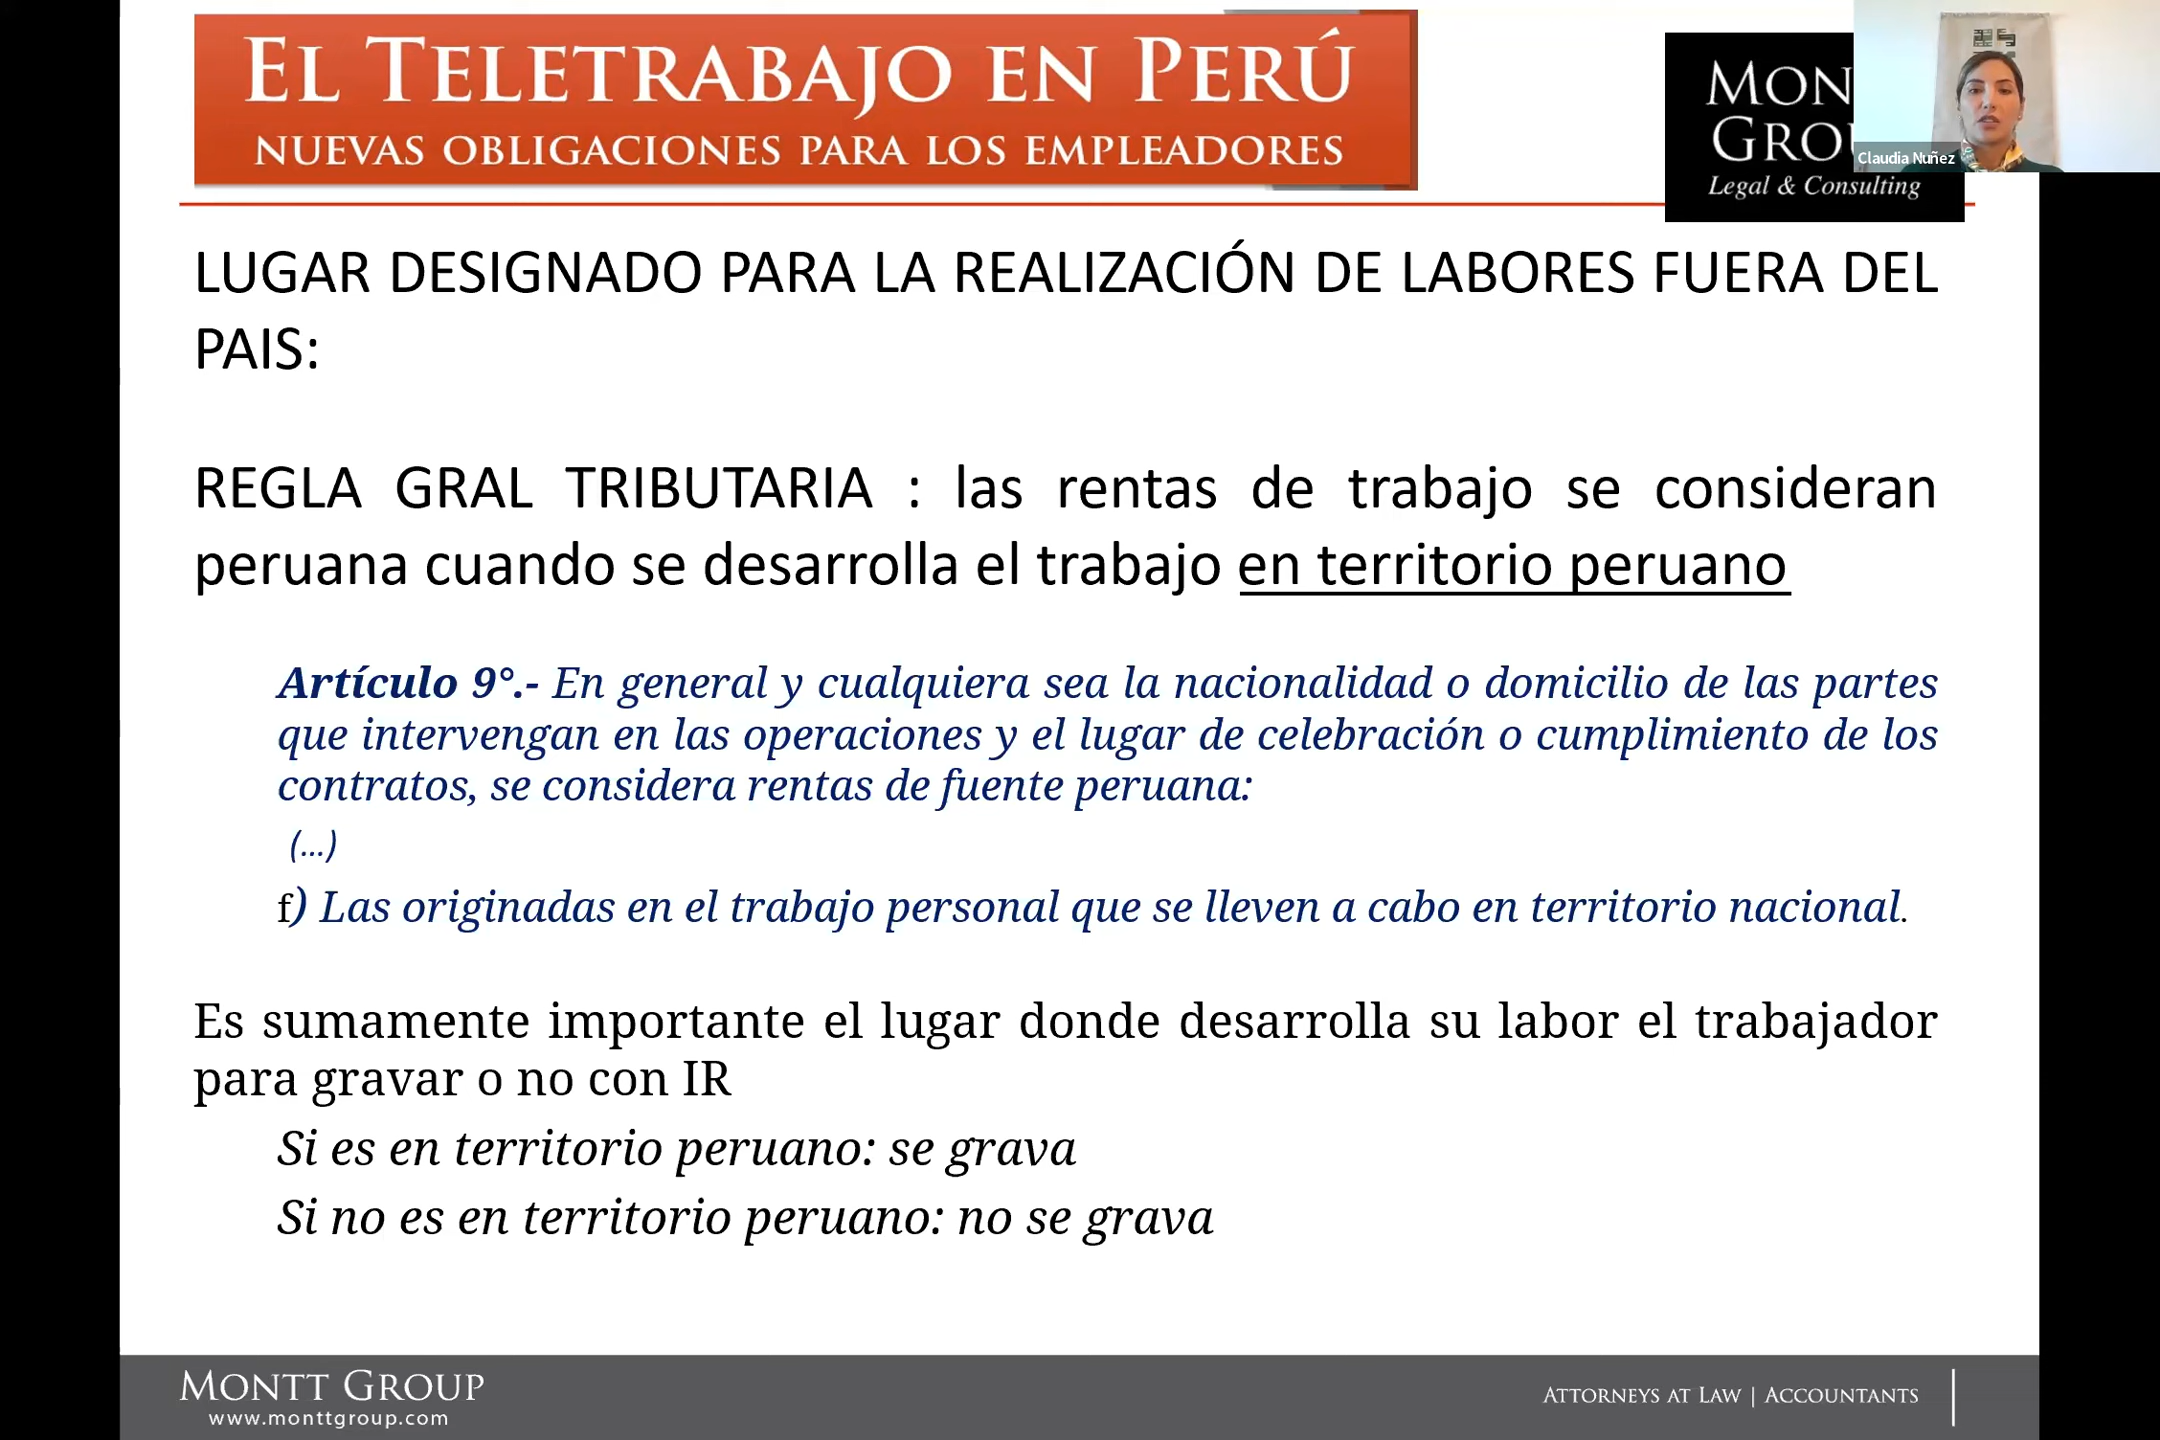 EL TELETRABAJO EN PERÚ
NUEVAS OBLIGACIONES PARA LOS EMPLEADORES
MON
GRO
Legal & Consulting
Claudia Nuñez
LUGAR DESIGNADO PARA LA REALIZACIÓN DE LABORES FUERA DEL
PAIS:
REGLA GRAL TRIBUTARIA : las rentas de trabajo se consideran
peruana cuando se desarrolla el trabajo en territorio peruano
Artículo 9°.- En general y cualquiera sea la nacionalidad o domicilio de las partes
que intervengan en las operaciones y el lugar de celebración o cumplimiento de los
contratos, se considera rentas de fuente peruana:
(...)
f) Las originadas en el trabajo personal que se lleven a cabo en territorio nacional.
Es sumamente importante el lugar donde desarrolla su labor el trabajador
para gravar o no con IR
Si es en territorio peruano: se grava
Si no es en territorio peruano: no se grava
MONTT GROUP
www.monttgroup.com
ATTORNEYS AT LAW | ACCOUNTANTS